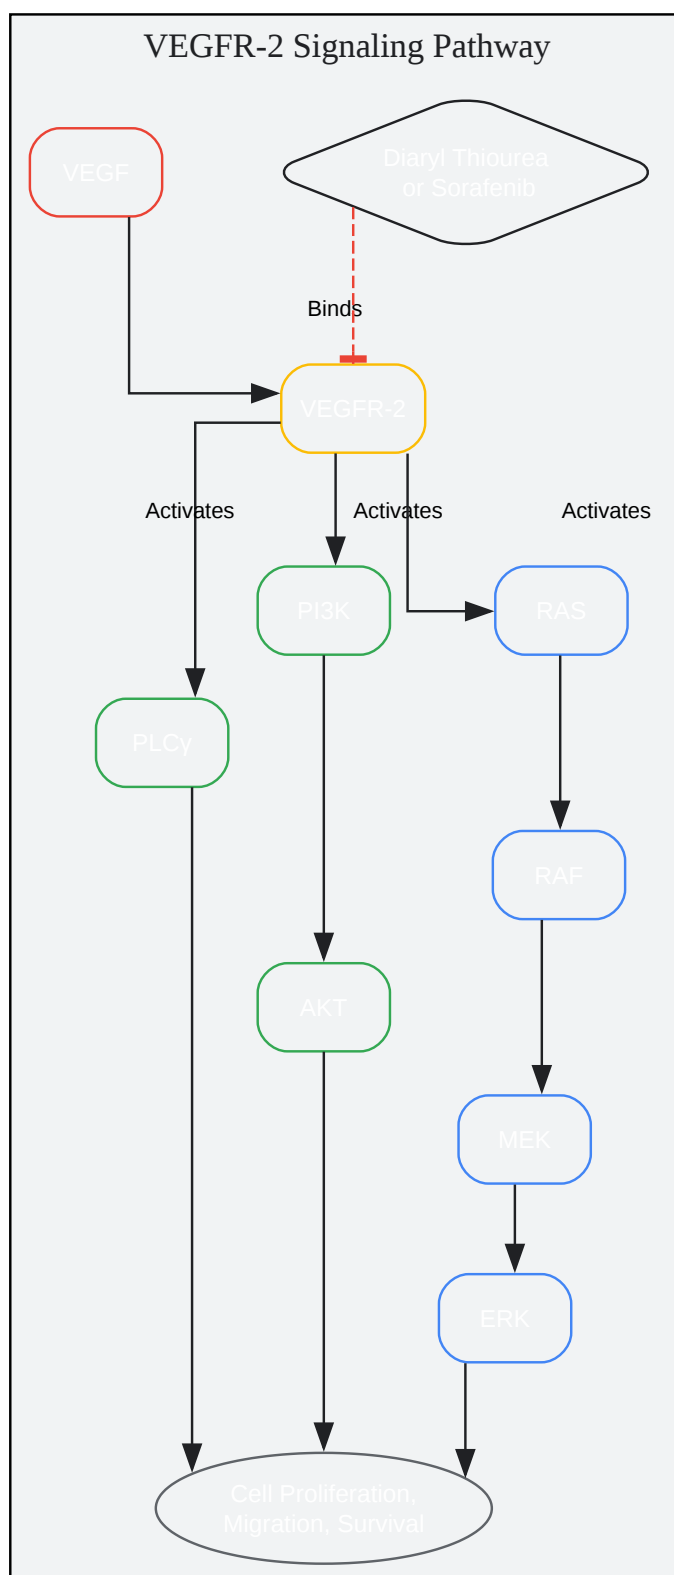 VEGFR-2 Signaling Pathway
VEGF
Diaryl Thiourea
or Sorafenib
Binds
VEGFR-2
Activates
Activates
Activates
PI3K
RAS
PLCγ
RAF
AKT
MEK
ERK
Cell Proliferation,
Migration, Survival